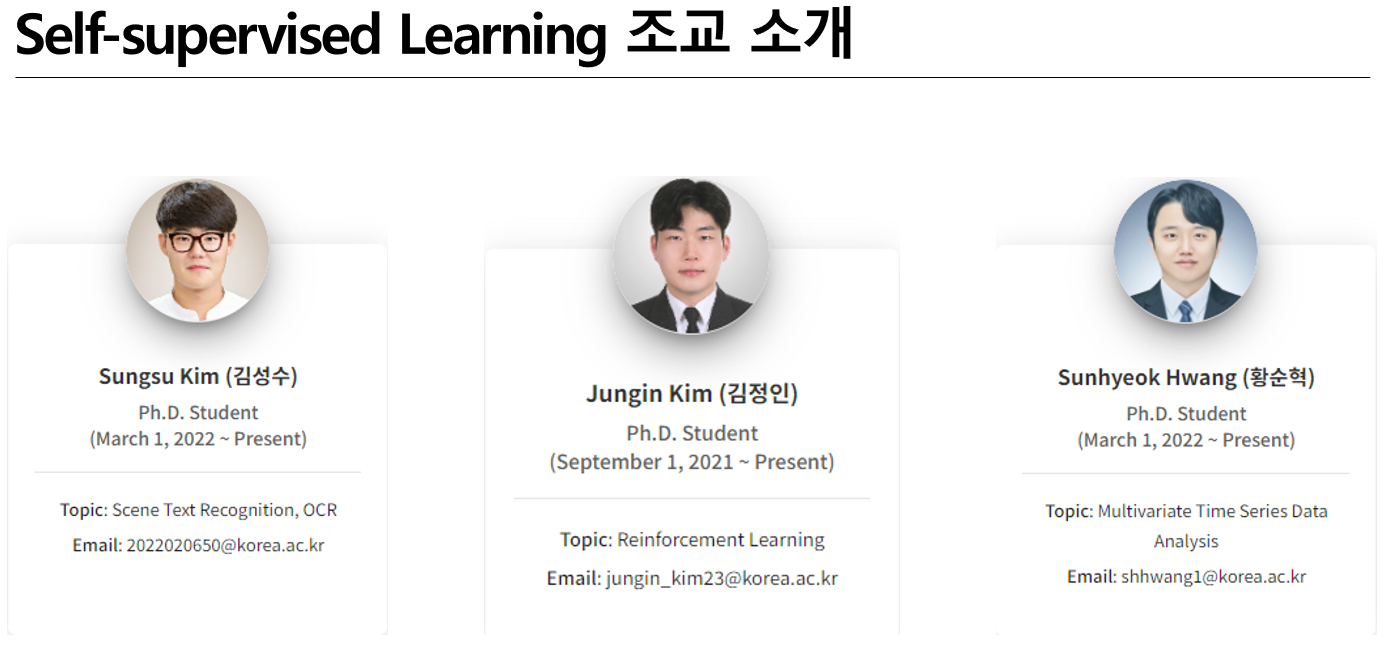 Self-supervised Learning 조교 소개
Sungsu Kim (김성수)
Ph.D. Student
(March 1, 2022 ~ Present)
Topic: Scene Text Recognition, OCR
Email: 2022020650@korea.ac.kr
Jungin Kim (김정인)
Ph.D. Student
(September 1, 2021 ~ Present)
Topic: Reinforcement Learning
Email: jungin_kim23@korea.ac.kr
Sunhyeok Hwang (황순혁)
Ph.D. Student
(March 1, 2022 ~ Present)
Topic: Multivariate Time Series Data
Analysis
Email: shhwang1@korea.ac.kr